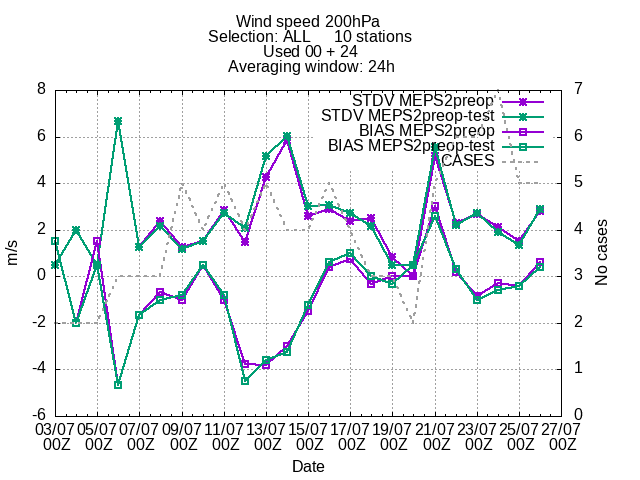 Wind speed 200hPa
Selection: ALL 10 stations
Used 00 + 24
Averaging window: 24h
STDV MEPS2preop
STDV MEPS2preop-test
BIAS MEPS2preop
BIAS MEPS2preop-test
CASES
m/s
8
6
4
2
0
-2
-4
-6
No cases
7
6
5
4
3
2
1
0
03/07 05/07 07/07 09/07 11/07 13/07 15/07 17/07 19/07 21/07 23/07 25/07 27/07
00Z 00Z 00Z 00Z 00Z 00Z 00Z 00Z 00Z 00Z 00Z 00Z 00Z
Date